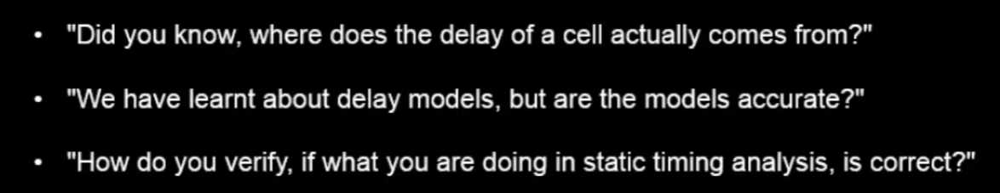 • "Did you know, where does the delay of a cell actually comes from?"
• "We have learnt about delay models, but are the models accurate?"
• "How do you verify, if what you are doing in static timing analysis, is correct?"